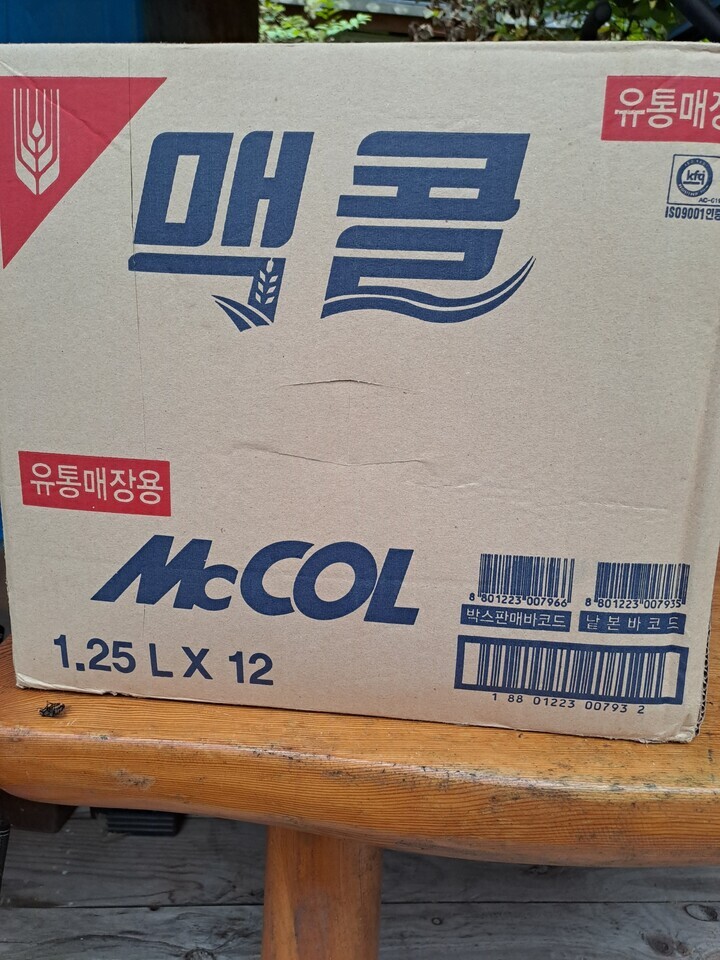 유통매장
kfq
ISO9001인증
맥콜
유통매장용
McCOL
1.25 L X 12
8 801223 007966
8 801223 007935
박스판매바코드
낱본바코드
1 88 01223 00793 2